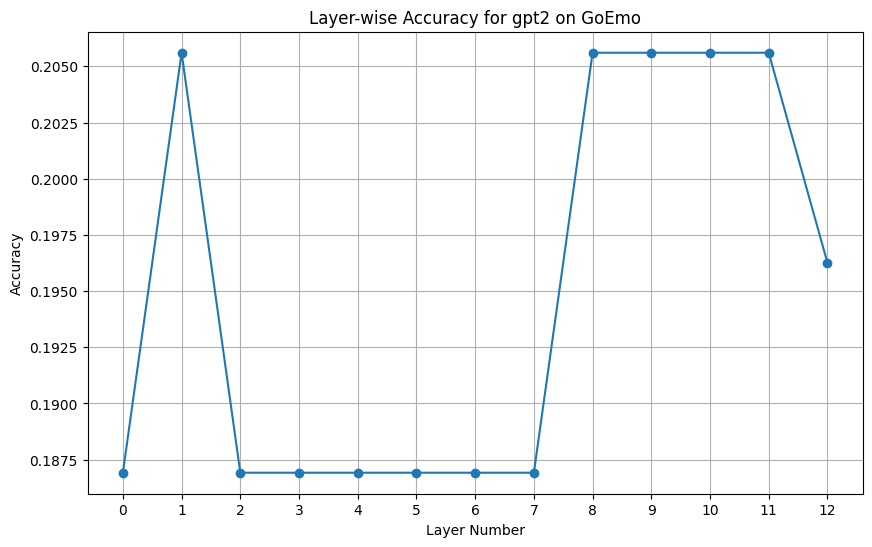 Layer-wise Accuracy for gpt2 on GoEmo
Accuracy
0.2050
0.2025
0.2000
0.1975
0.1950
0.1925
0.1900
0.1875
0 1 2 3 4 5 6 7 8 9 10 11 12
Layer Number